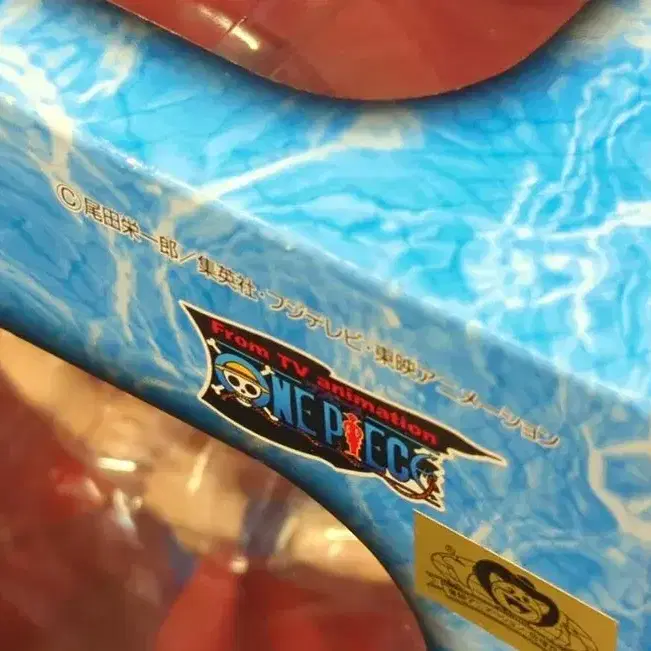 ©尾田栄一郎／集英社・フジテレビ・東映アニメーション
From TV animation
ONE PIECE